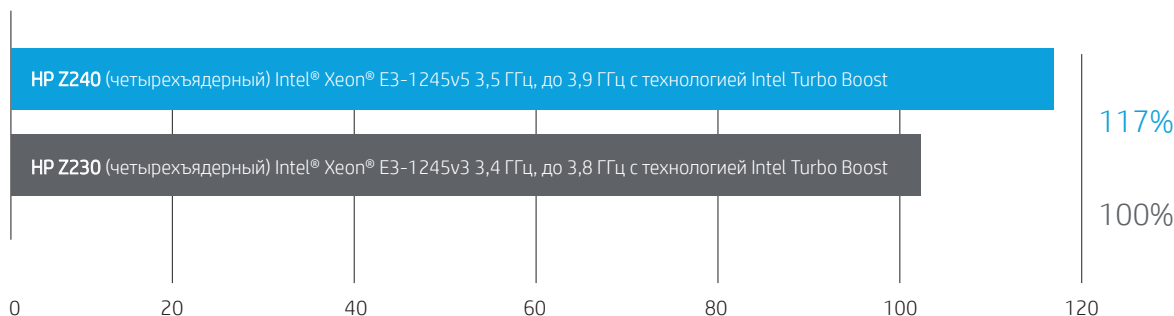 HP Z240 (четырехъядерный) Intel® Xeon® E3-1245v5 3,5 ГГц, до 3,9 ГГц с технологией Intel Turbo Boost
117%
HP Z230 (четырехъядерный) Intel® Xeon® E3-1245v3 3,4 ГГц, до 3,8 ГГц с технологией Intel Turbo Boost
100%
0 20 40 60 80 100 120